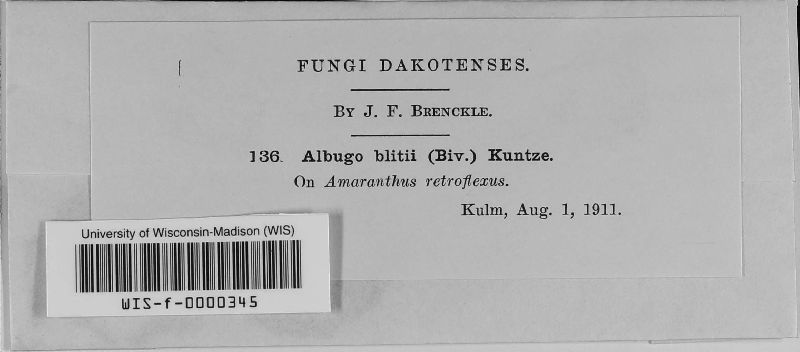 FUNGI DAKOTENSES.
By J. F. Brenckle.
136. Albugo blitii (Biv.) Kuntze.
On Amaranthus retroflexus.
Kulm, Aug. 1, 1911.
University of Wisconsin-Madison (WIS)
WIS-f-0000345